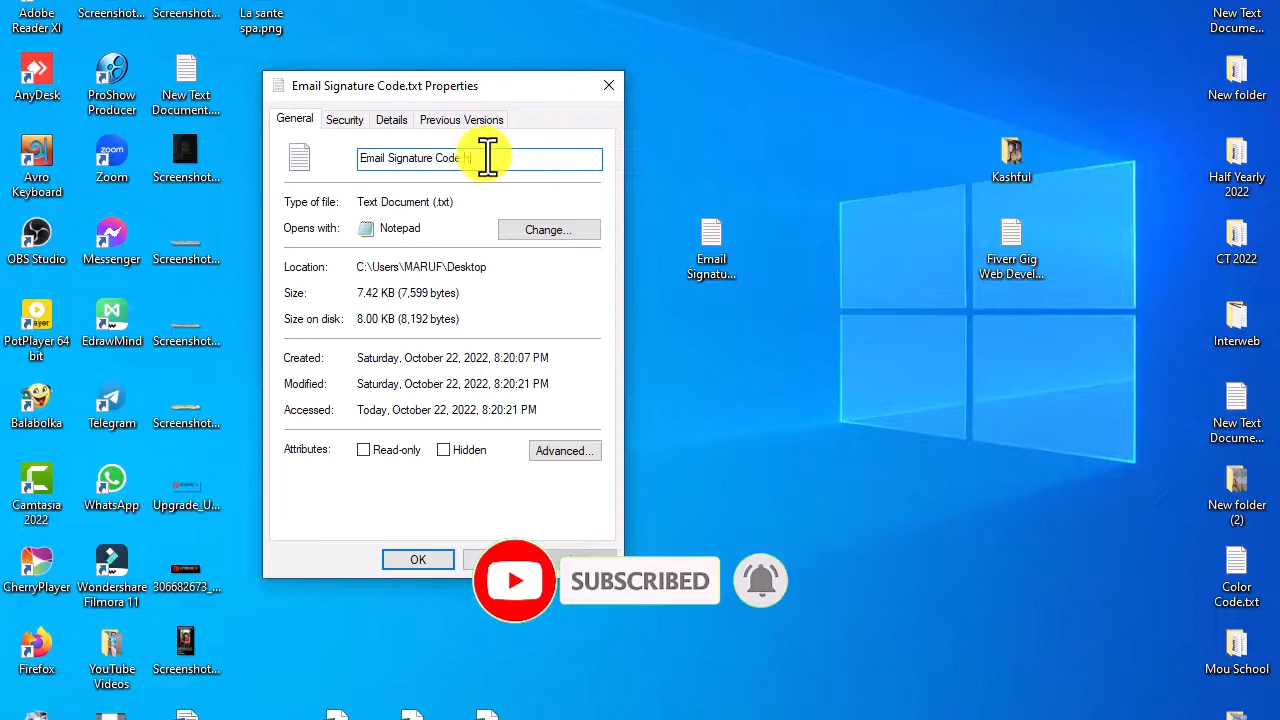 Adobe
Reader XI
Screenshot...
Screenshot...
La sante
spa.png
New Text
Docume...
AnyDesk
ProShow
Producer
New Text
Document....
New folder
Avro
Keyboard
Zoom
Screenshot...
Kashful
Half Yearly
2022
OBS Studio
Messenger
Screenshot...
Email
Signatu...
Fiverr Gig
Web Devel...
CT 2022
PotPlayer 64
bit
EdrawMind
Screenshot...
Interweb
Balabolka
Telegram
Screenshot...
New Text
Docume...
Camtasia
2022
WhatsApp
Upgrade_U...
New folder
(2)
CherryPlayer
Wondershare
Filmora 11
306682673_...
Color
Code.txt
Firefox
YouTube
Videos
Screenshot...
Mou School
Email Signature Code.txt Properties
General Security Details Previous Versions
Email Signature Code.h
Type of file: Text Document (.txt)
Opens with: Notepad Change...
Location: C:\Users\MARUF\Desktop
Size: 7.42 KB (7,599 bytes)
Size on disk: 8.00 KB (8,192 bytes)
Created: Saturday, October 22, 2022, 8:20:07 PM
Modified: Saturday, October 22, 2022, 8:20:21 PM
Accessed: Today, October 22, 2022, 8:20:21 PM
Attributes: Read-only Hidden Advanced...
OK
SUBSCRIBED